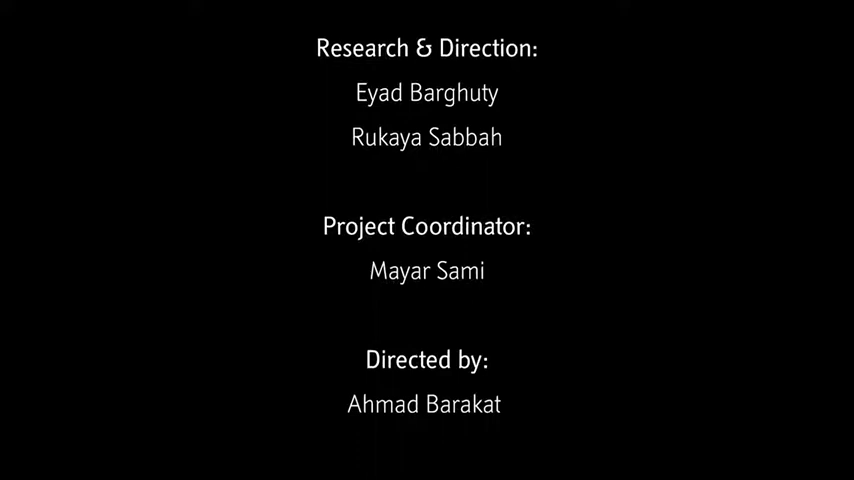 Research & Direction:
Eyad Barghuty
Rukaya Sabbah
Project Coordinator:
Mayar Sami
Directed by:
Ahmad Barakat